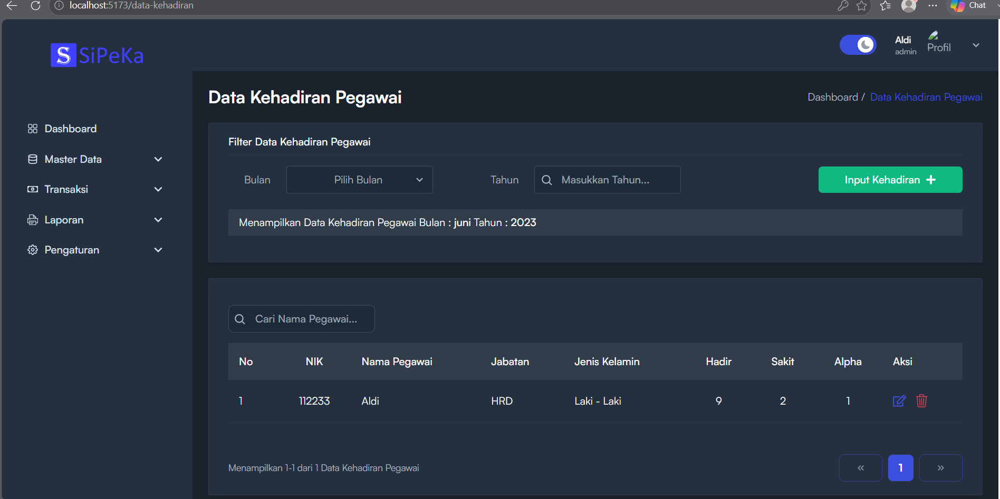 localhost:5173/data-kehadiran
Chat
S SiPeKa
Aldi
admin
Profil
Data Kehadiran Pegawai
Dashboard / Data Kehadiran Pegawai
Dashboard
Master Data
Transaksi
Laporan
Pengaturan
Filter Data Kehadiran Pegawai
Bulan Pilih Bulan Tahun Masukkan Tahun... Input Kehadiran
Menampilkan Data Kehadiran Pegawai Bulan : juni Tahun : 2023
Cari Nama Pegawai...
No NIK Nama Pegawai Jabatan Jenis Kelamin Hadir Sakit Alpha Aksi
1 112233 Aldi HRD Laki - Laki 9 2 1
Menampilkan 1-1 dari 1 Data Kehadiran Pegawai
« 1 »